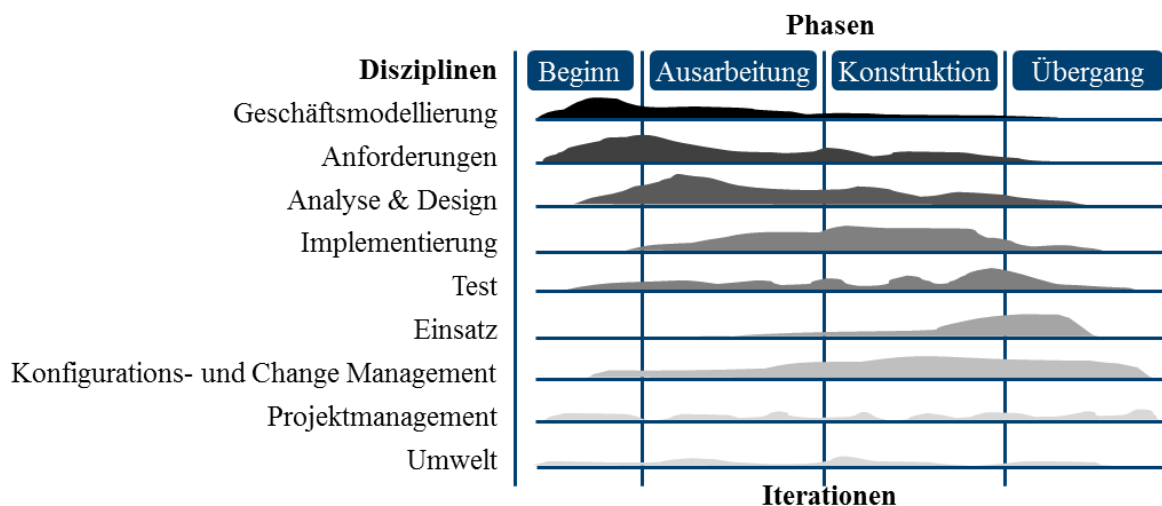 Phasen
Disziplinen Beginn Ausarbeitung Konstruktion Übergang
Geschäftsmodellierung
Anforderungen
Analyse & Design
Implementierung
Test
Einsatz
Konfigurations- und Change Management
Projektmanagement
Umwelt
Iterationen